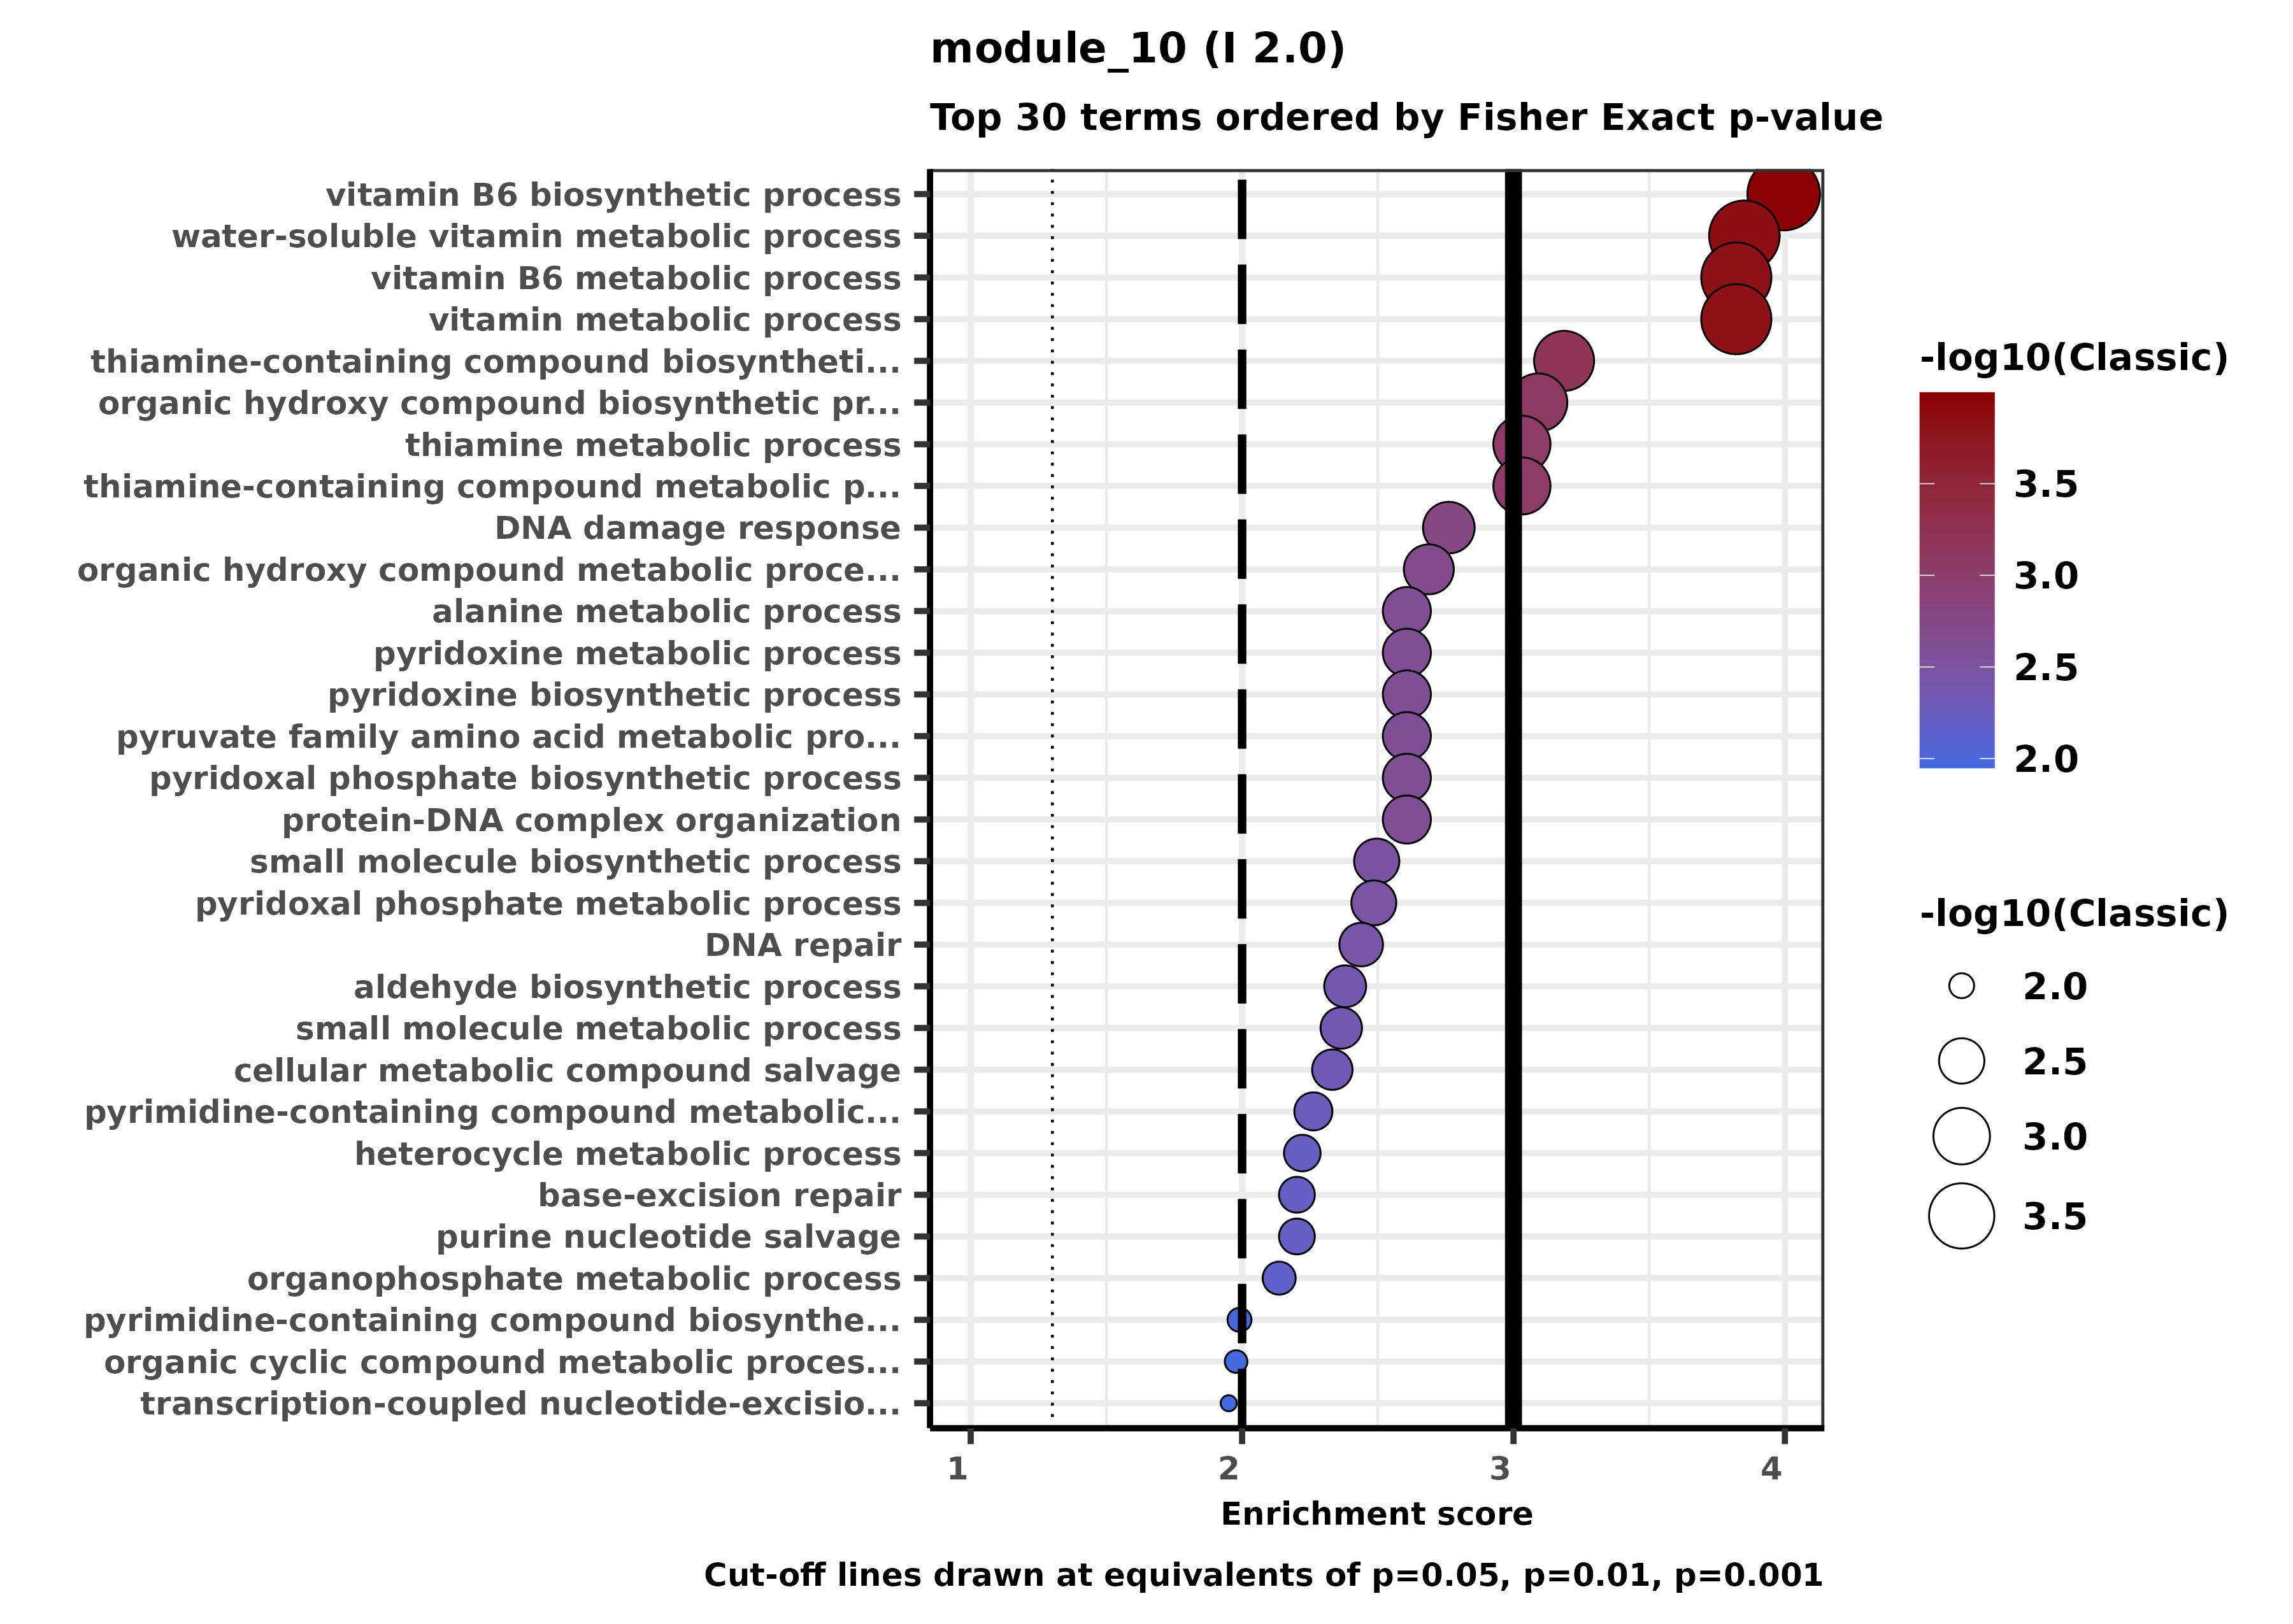 module_10 (I 2.0)
Top 30 terms ordered by Fisher Exact p-value
vitamin B6 biosynthetic process
water-soluble vitamin metabolic process
vitamin B6 metabolic process
vitamin metabolic process
thiamine-containing compound biosyntheti...
organic hydroxy compound biosynthetic pr...
thiamine metabolic process
thiamine-containing compound metabolic p...
DNA damage response
organic hydroxy compound metabolic proce...
alanine metabolic process
pyridoxine metabolic process
pyridoxine biosynthetic process
pyruvate family amino acid metabolic pro...
pyridoxal phosphate biosynthetic process
protein-DNA complex organization
small molecule biosynthetic process
pyridoxal phosphate metabolic process
DNA repair
aldehyde biosynthetic process
small molecule metabolic process
cellular metabolic compound salvage
pyrimidine-containing compound metabolic...
heterocycle metabolic process
base-excision repair
purine nucleotide salvage
organophosphate metabolic process
pyrimidine-containing compound biosynthe...
organic cyclic compound metabolic proces...
transcription-coupled nucleotide-excisio...
1 2 3 4
Enrichment score
Cut-off lines drawn at equivalents of p=0.05, p=0.01, p=0.001
-log10(Classic)
3.5
3.0
2.5
2.0
-log10(Classic)
2.0
2.5
3.0
3.5